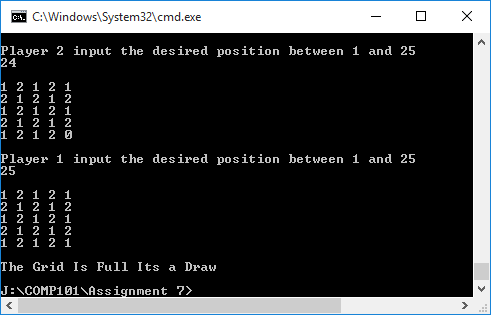 C:\Windows\System32\cmd.exe
Player 2 input the desired position between 1 and 25
24
1 2 1 2 1
2 1 2 1 2
1 2 1 2 1
2 1 2 1 2
1 2 1 2 0
Player 1 input the desired position between 1 and 25
25
1 2 1 2 1
2 1 2 1 2
1 2 1 2 1
2 1 2 1 2
1 2 1 2 1
The Grid Is Full Its a Draw
J:\COMP101\Assignment 7>